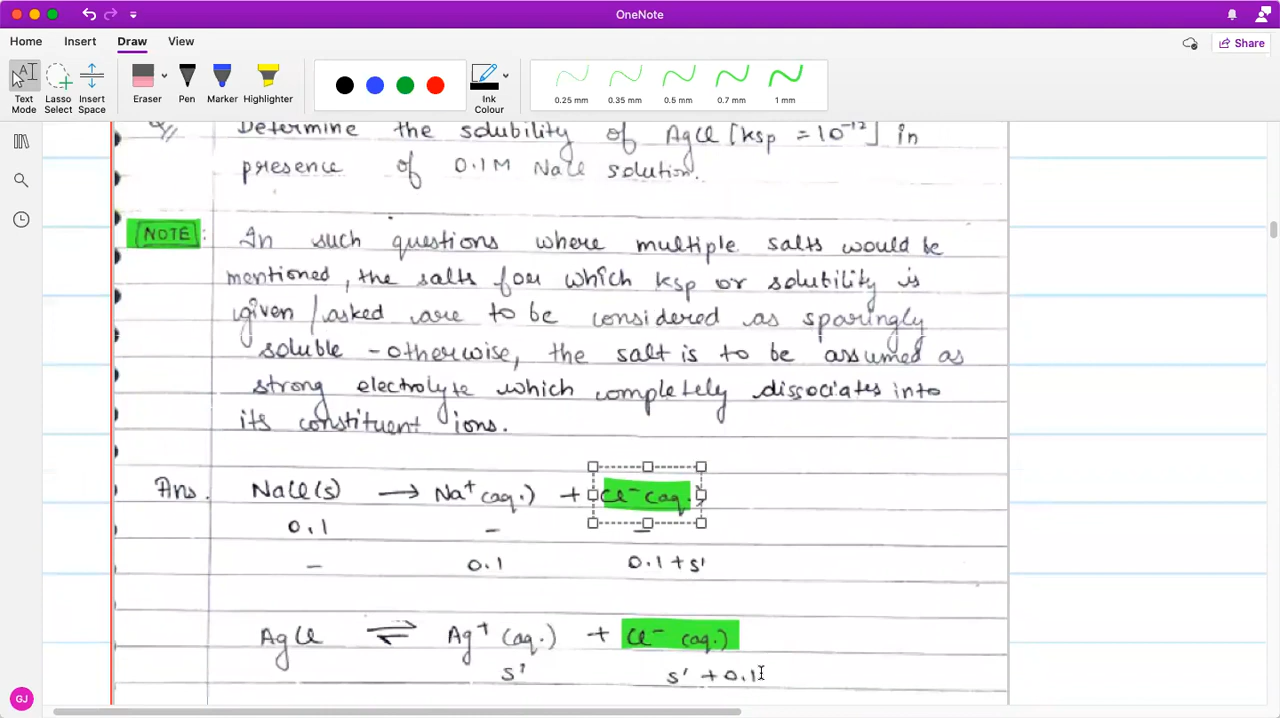 OneNote
Home Insert Draw View
Share
Text Mode
Lasso Select
Insert Space
Eraser
Pen
Marker
Highlighter
Ink Colour
0.25 mm
0.35 mm
0.5 mm
0.7 mm
1 mm
Determine the solubility of AgCl [Ksp = 10⁻¹²] in
presence of 0.1M NaCl solution.
[NOTE]: In such questions where multiple salts would be
mentioned, the salts for which Ksp or solubility is
given / asked are to be considered as sparingly
soluble - otherwise, the salt is to be assumed as
strong electrolyte which completely dissociates into
its constituent ions.
Ans. NaCl(s) → Na⁺(aq.) + Cl⁻(aq.)
0.1 - -
- 0.1 0.1 + s'
AgCl ⇌ Ag⁺ (aq.) + Cl⁻ (aq.)
s' s' + 0.1
GJ